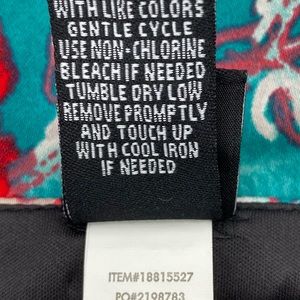 WITH LIKE COLORS
GENTLE CYCLE
USE NON-CHLORINE
BLEACH IF NEEDED
TUMBLE DRY LOW
REMOVE PROMPTLY
AND TOUCH UP
WITH COOL IRON
IF NEEDED
ITEM#18815527
PO#2198783